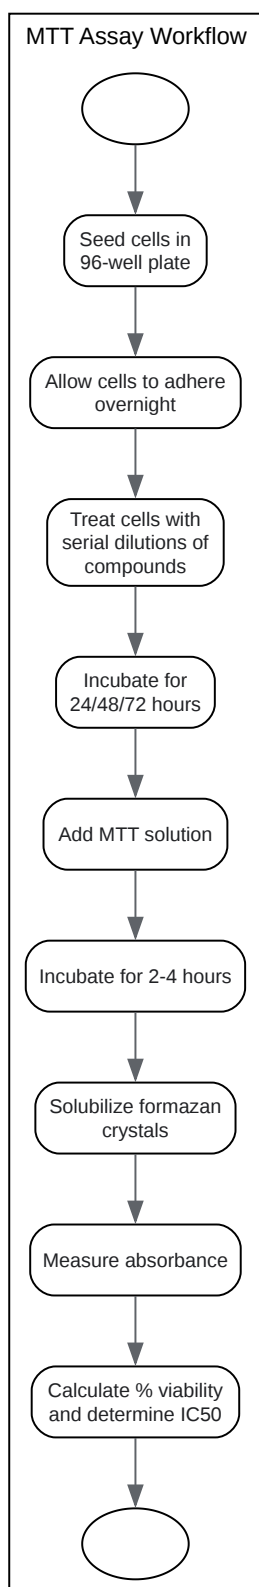 MTT Assay Workflow
Seed cells in
96-well plate
Allow cells to adhere
overnight
Treat cells with
serial dilutions of
compounds
Incubate for
24/48/72 hours
Add MTT solution
Incubate for 2-4 hours
Solubilize formazan
crystals
Measure absorbance
Calculate % viability
and determine IC50